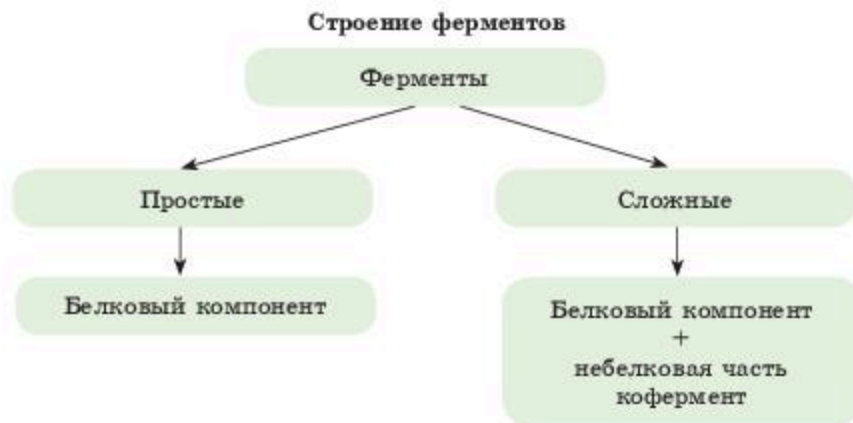 Строение ферментов
Ферменты
Простые
Сложные
Белковый компонент
Белковый компонент
+
небелковая часть
кофермент